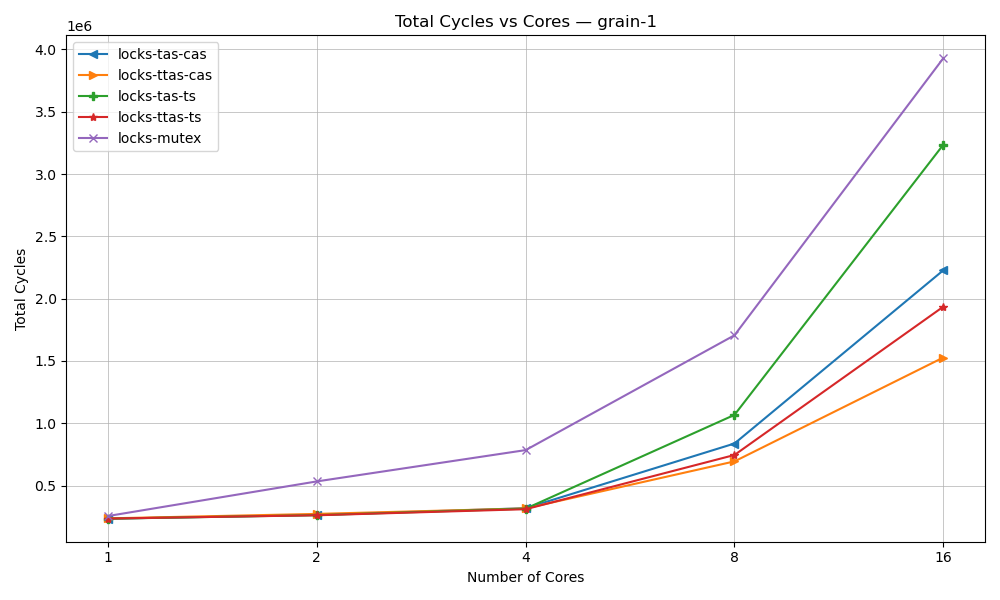 Total Cycles vs Cores — grain-1
1e6
locks-tas-cas
locks-ttas-cas
locks-tas-ts
locks-ttas-ts
locks-mutex
4.0
3.5
3.0
2.5
2.0
1.5
1.0
0.5
Total Cycles
1 2 4 8 16
Number of Cores